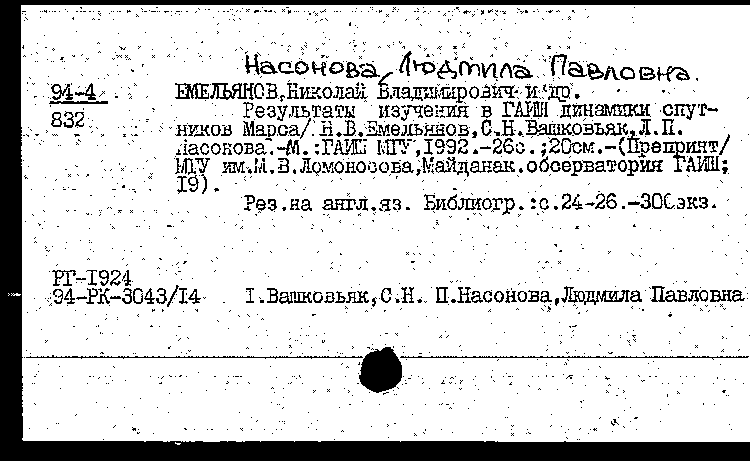 Насонова, Людмила Павловна.
94-4
832
ЕМЕЛЬЯНОВ,Николай Владимирович и др.
Результаты изучения в ГАИШ динамики спут-
ников Марса/ Н.В.Емельянов,С.Н.Вашковьяк,Л.П.
Насонова.-М.:ГАИШ МГУ,1992.-26с.;20см.-(Препринт/
МГУ им.М.В.Ломоносова,Майданак.обсерватория ГАИШ;
19).
Рез.на англ.яз. Библиогр.:с.24-26.-300экз.
РГ-1924
94-РК-3043/14 I.Вашковьяк,С.Н. П.Насонова,Людмила Павловна